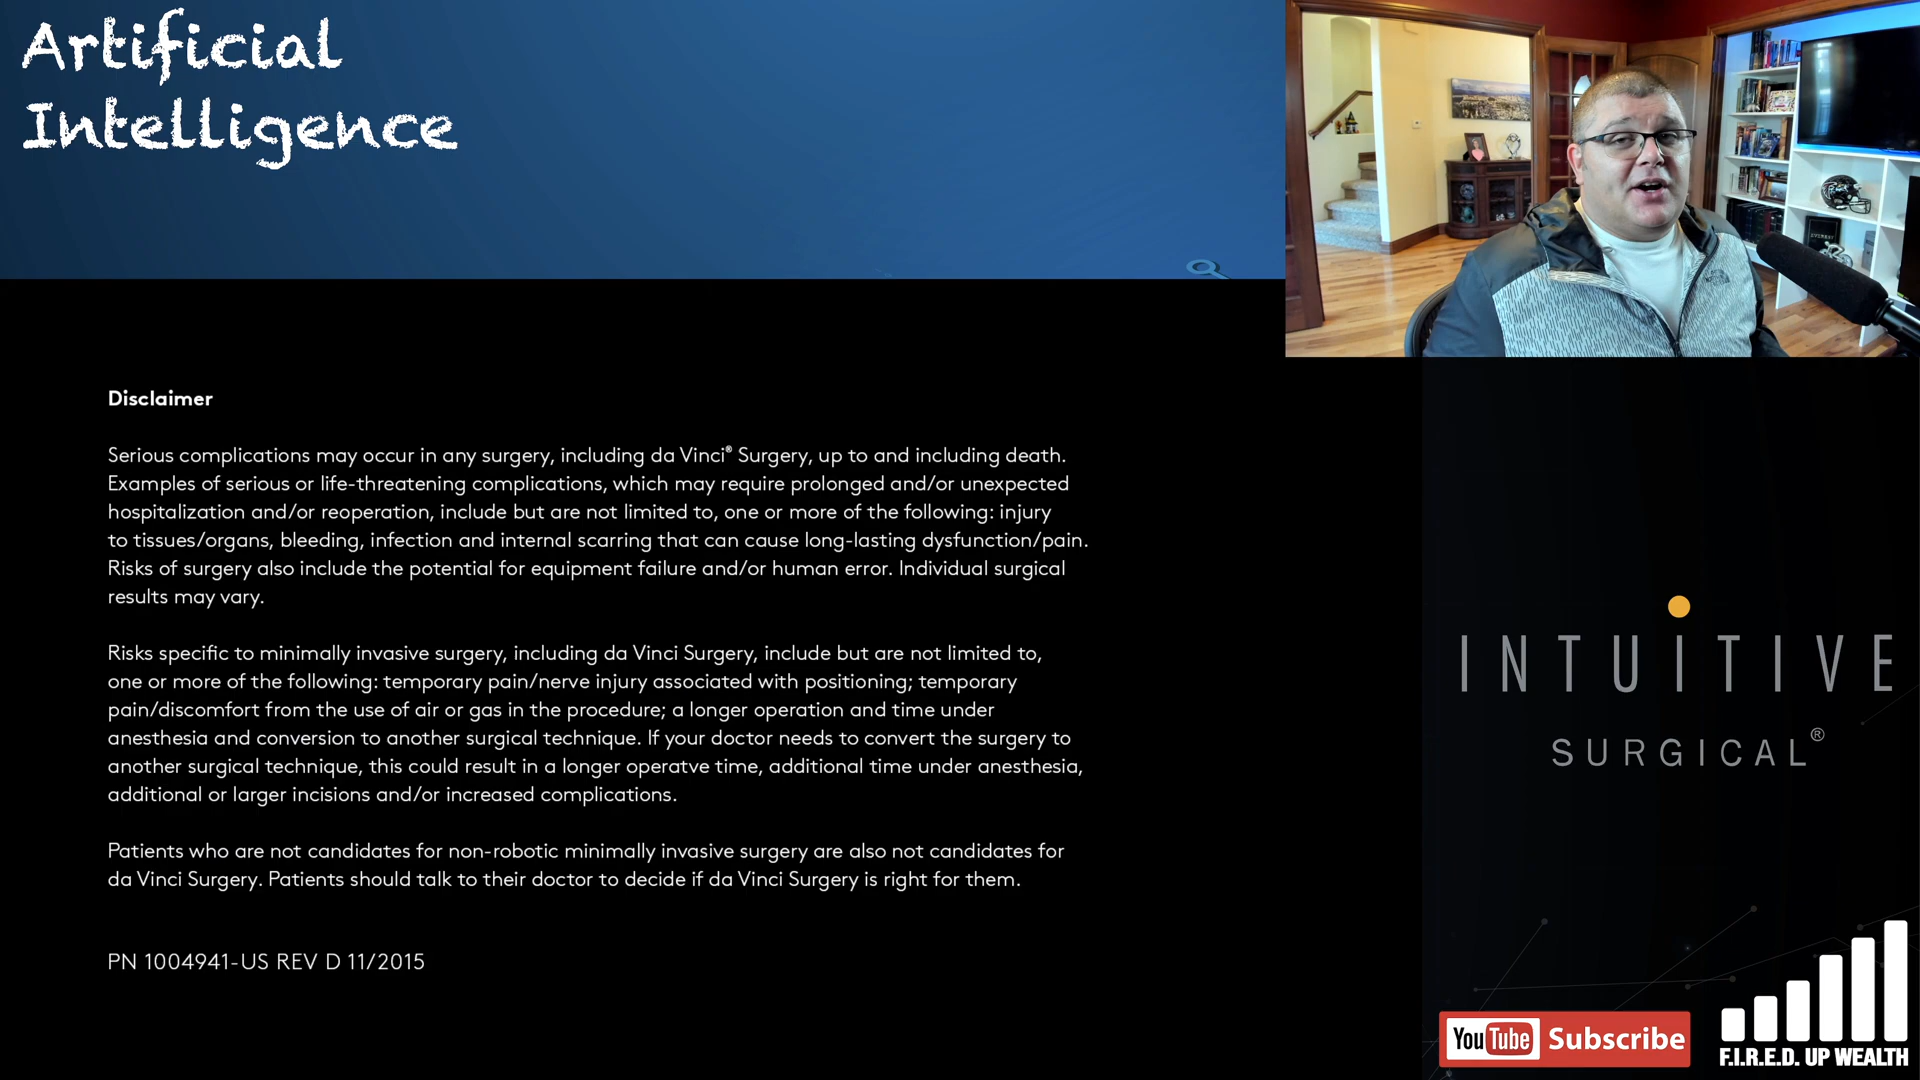 Artificial
Intelligence
Disclaimer
Serious complications may occur in any surgery, including da Vinci® Surgery, up to and including death.
Examples of serious or life-threatening complications, which may require prolonged and/or unexpected
hospitalization and/or reoperation, include but are not limited to, one or more of the following: injury
to tissues/organs, bleeding, infection and internal scarring that can cause long-lasting dysfunction/pain.
Risks of surgery also include the potential for equipment failure and/or human error. Individual surgical
results may vary.
Risks specific to minimally invasive surgery, including da Vinci Surgery, include but are not limited to,
one or more of the following: temporary pain/nerve injury associated with positioning; temporary
pain/discomfort from the use of air or gas in the procedure; a longer operation and time under
anesthesia and conversion to another surgical technique. If your doctor needs to convert the surgery to
another surgical technique, this could result in a longer operatve time, additional time under anesthesia,
additional or larger incisions and/or increased complications.
Patients who are not candidates for non-robotic minimally invasive surgery are also not candidates for
da Vinci Surgery. Patients should talk to their doctor to decide if da Vinci Surgery is right for them.
PN 1004941-US REV D 11/2015
INTUITIVE
SURGICAL®
YouTube Subscribe
F.I.R.E.D. UP WEALTH